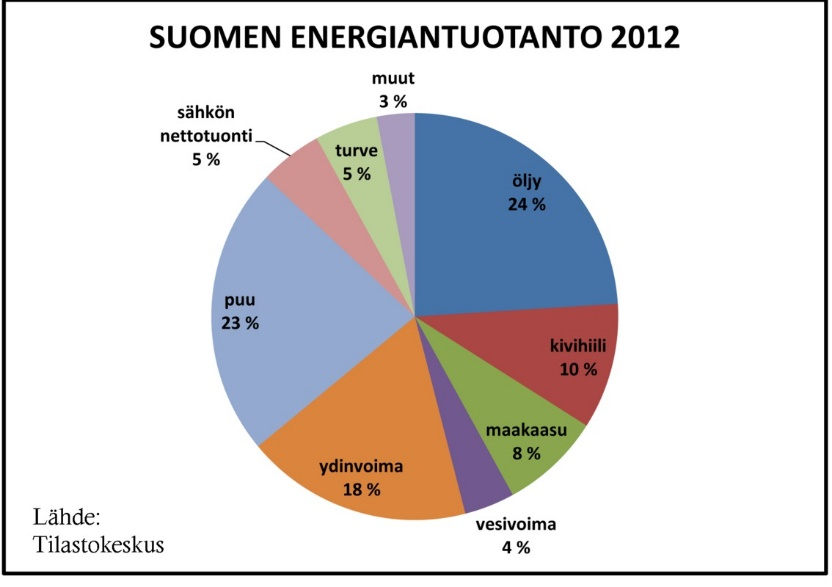 SUOMEN ENERGIANTUOTANTO 2012
muut
3 %
sähkön
nettotuonti
5 %
turve
5 %
öljy
24 %
puu
23 %
kivihiili
10 %
maakaasu
8 %
ydinvoima
18 %
vesivoima
4 %
Lähde:
Tilastokeskus